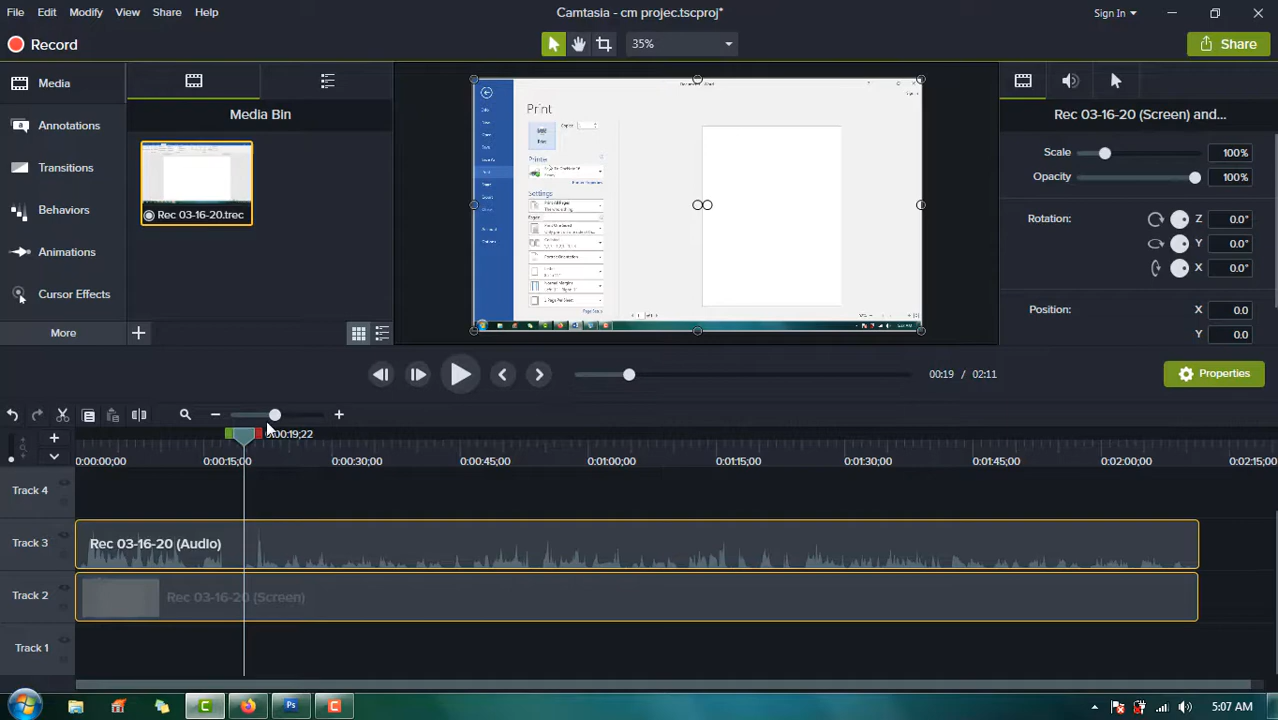 File Edit Modify View Share Help
Camtasia - cm projec.tscproj*
Sign In
Record
35%
Share
Media
Annotations
Transitions
Behaviors
Animations
Cursor Effects
More
Media Bin
Rec 03-16-20.trec
Print
Printer
Printer Properties
Settings
Rec 03-16-20 (Screen) and...
Scale 100%
Opacity 100%
Rotation: Z 0.0°
Y
X
Position: X 0.0
Y 0.0
00:19 / 02:11
Properties
0:00:19;22
0:00:00;00 0:00:15;00 0:00:30;00 0:00:45;00 0:01:00;00 0:01:15;00 0:01:30;00 0:01:45;00 0:02:00;00 0:02:15;00
Track 4
Track 3
Rec 03-16-20 (Audio)
Track 2
Rec 03-16-20 (Screen)
Track 1
5:07 AM